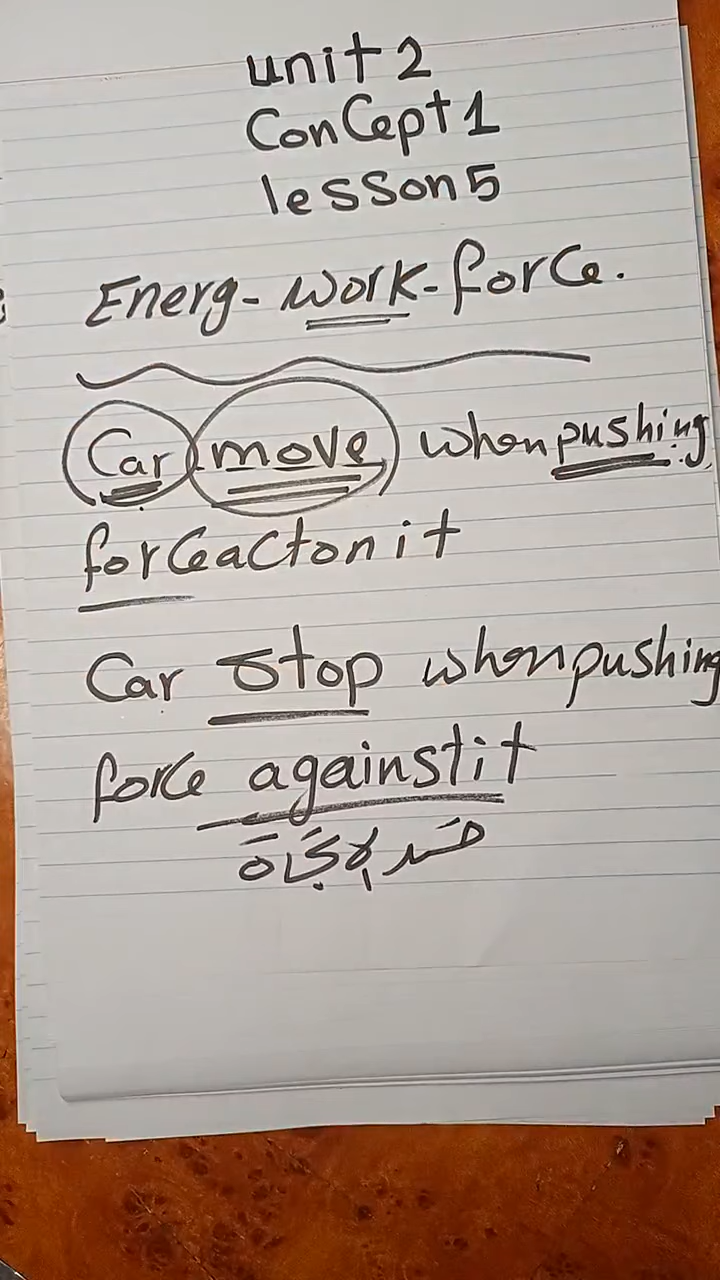 unit 2
Concept 1
lesson 5
Energ - work - force.
Car move when pushing
force act on it
Car stop when pushing
force against it
ضد لإتجاة